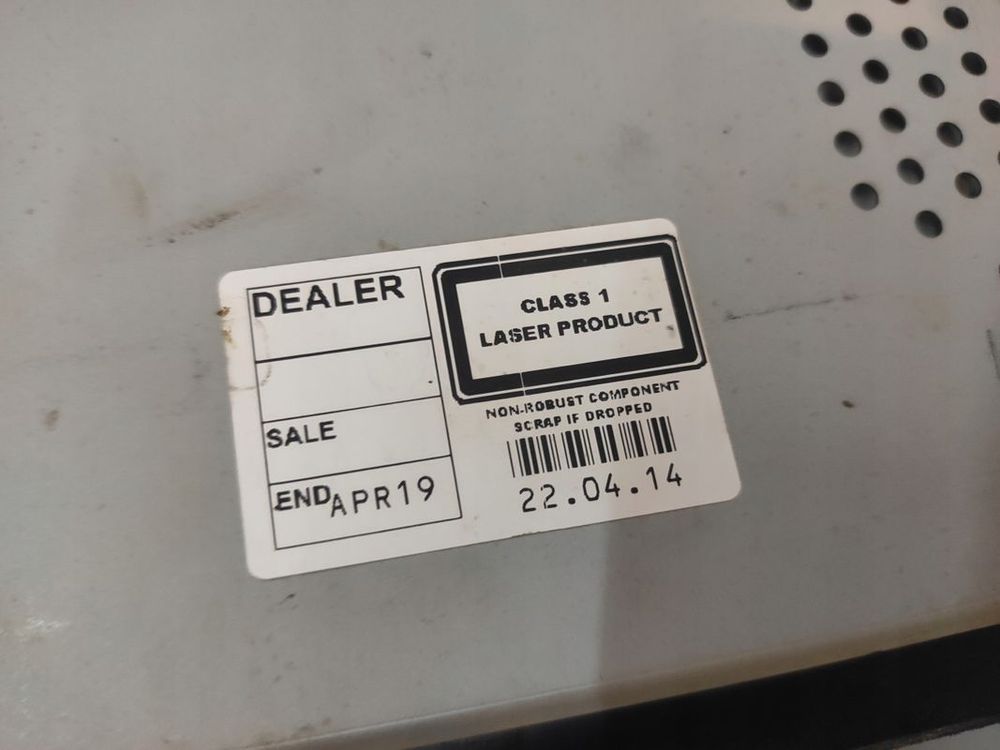 DEALER
SALE
END APR19
CLASS 1
LASER PRODUCT
NON-ROBUST COMPONENT
SCRAP IF DROPPED
22.04.14